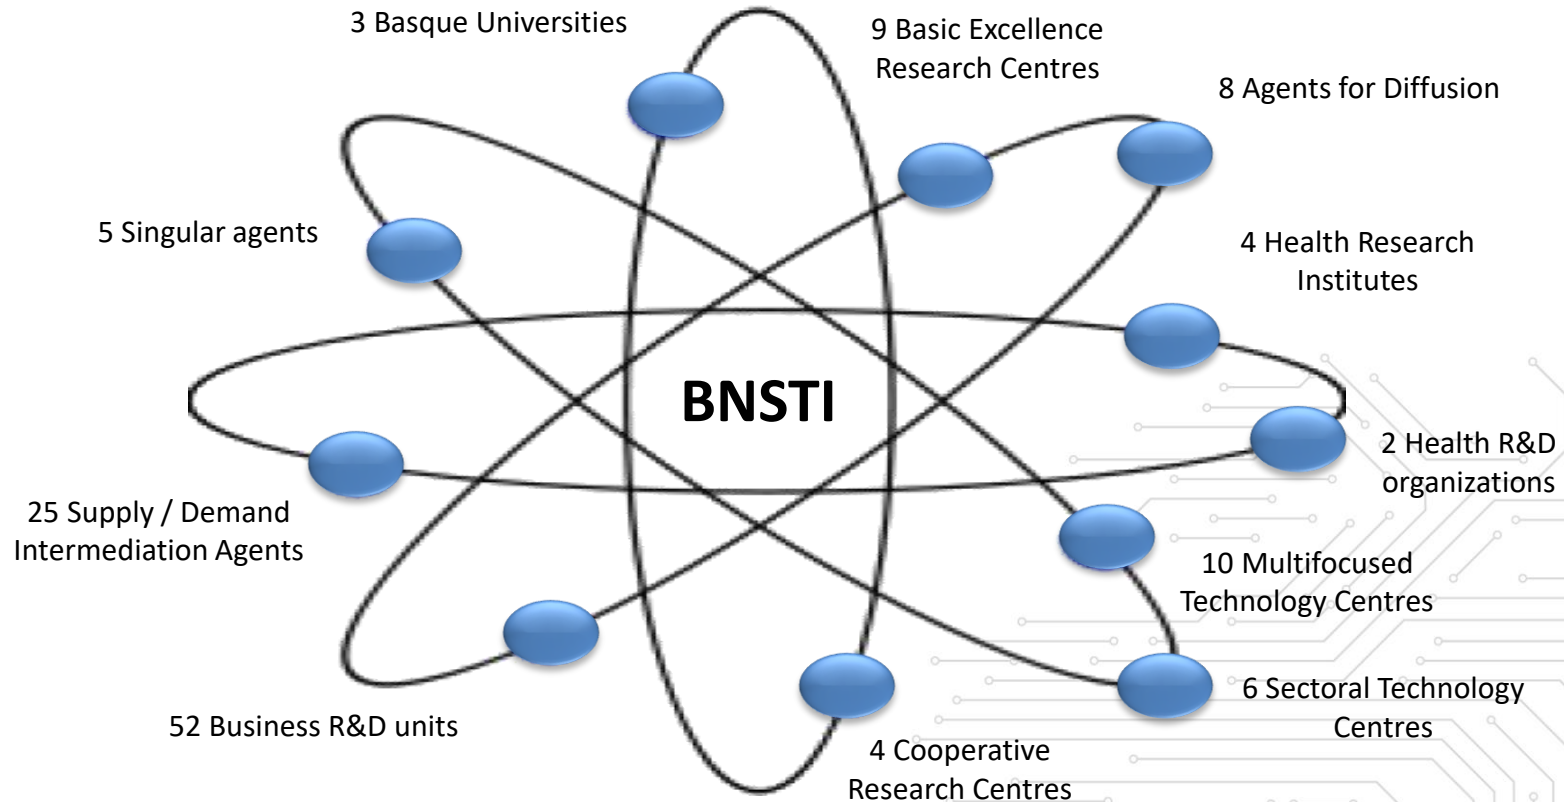 3 Basque Universities
9 Basic Excellence
Research Centres
8 Agents for Diffusion
5 Singular agents
4 Health Research
Institutes
BNSTI
2 Health R&D
organizations
25 Supply / Demand
Intermediation Agents
10 Multifocused
Technology Centres
6 Sectoral Technology
Centres
52 Business R&D units
4 Cooperative
Research Centres